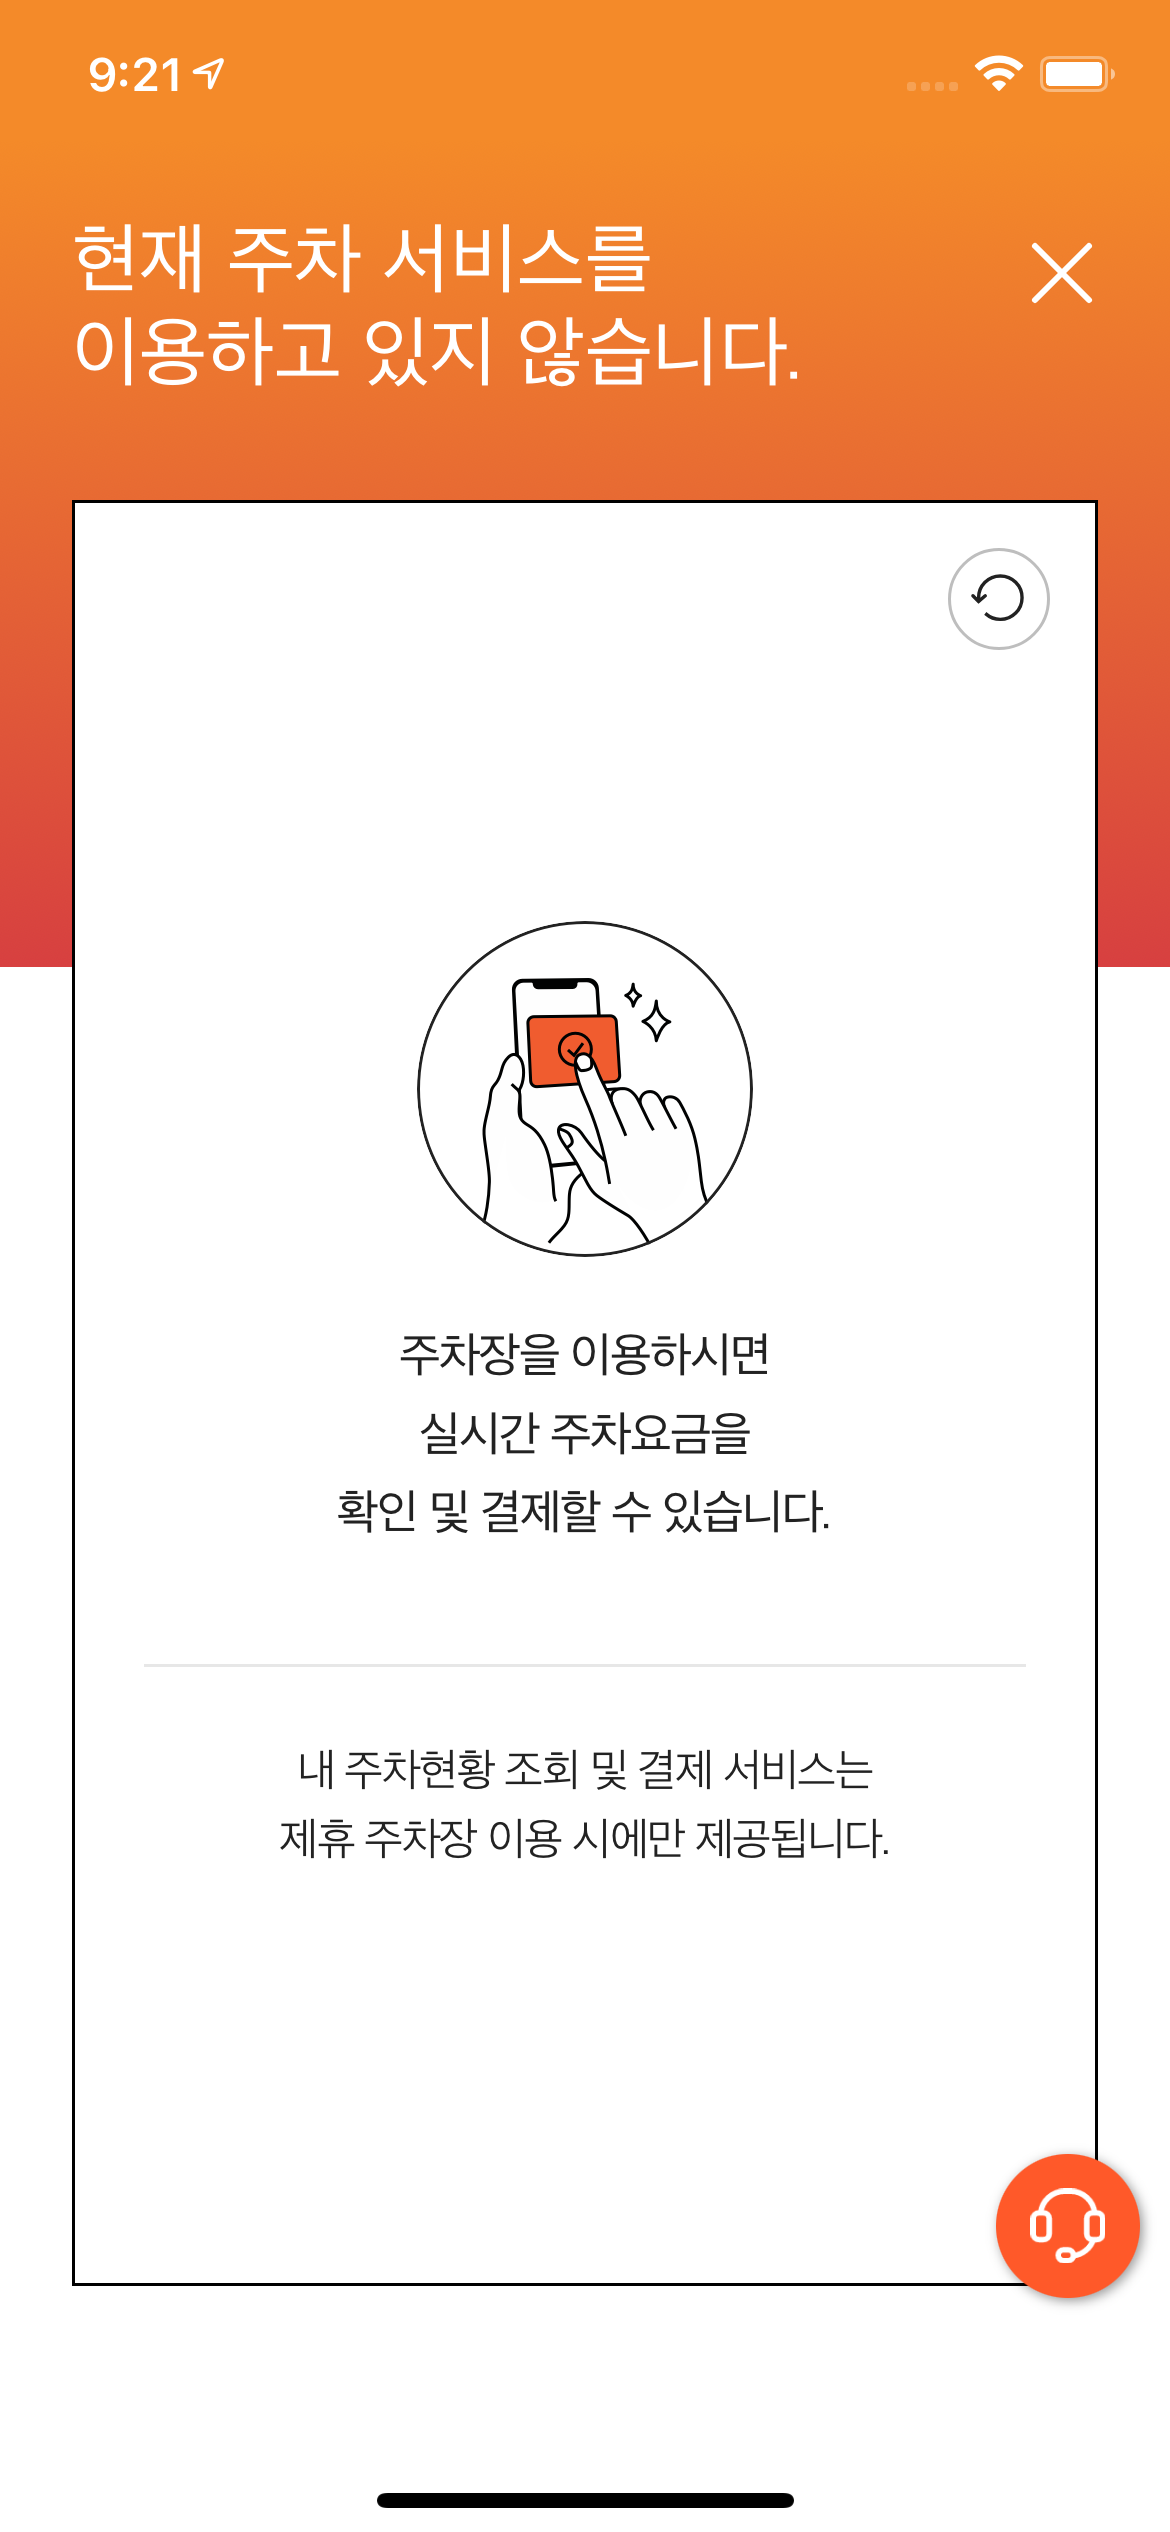 9:21
현재 주차 서비스를
이용하고 있지 않습니다.
주차장을 이용하시면
실시간 주차요금을
확인 및 결제할 수 있습니다.
내 주차현황 조회 및 결제 서비스는
제휴 주차장 이용 시에만 제공됩니다.